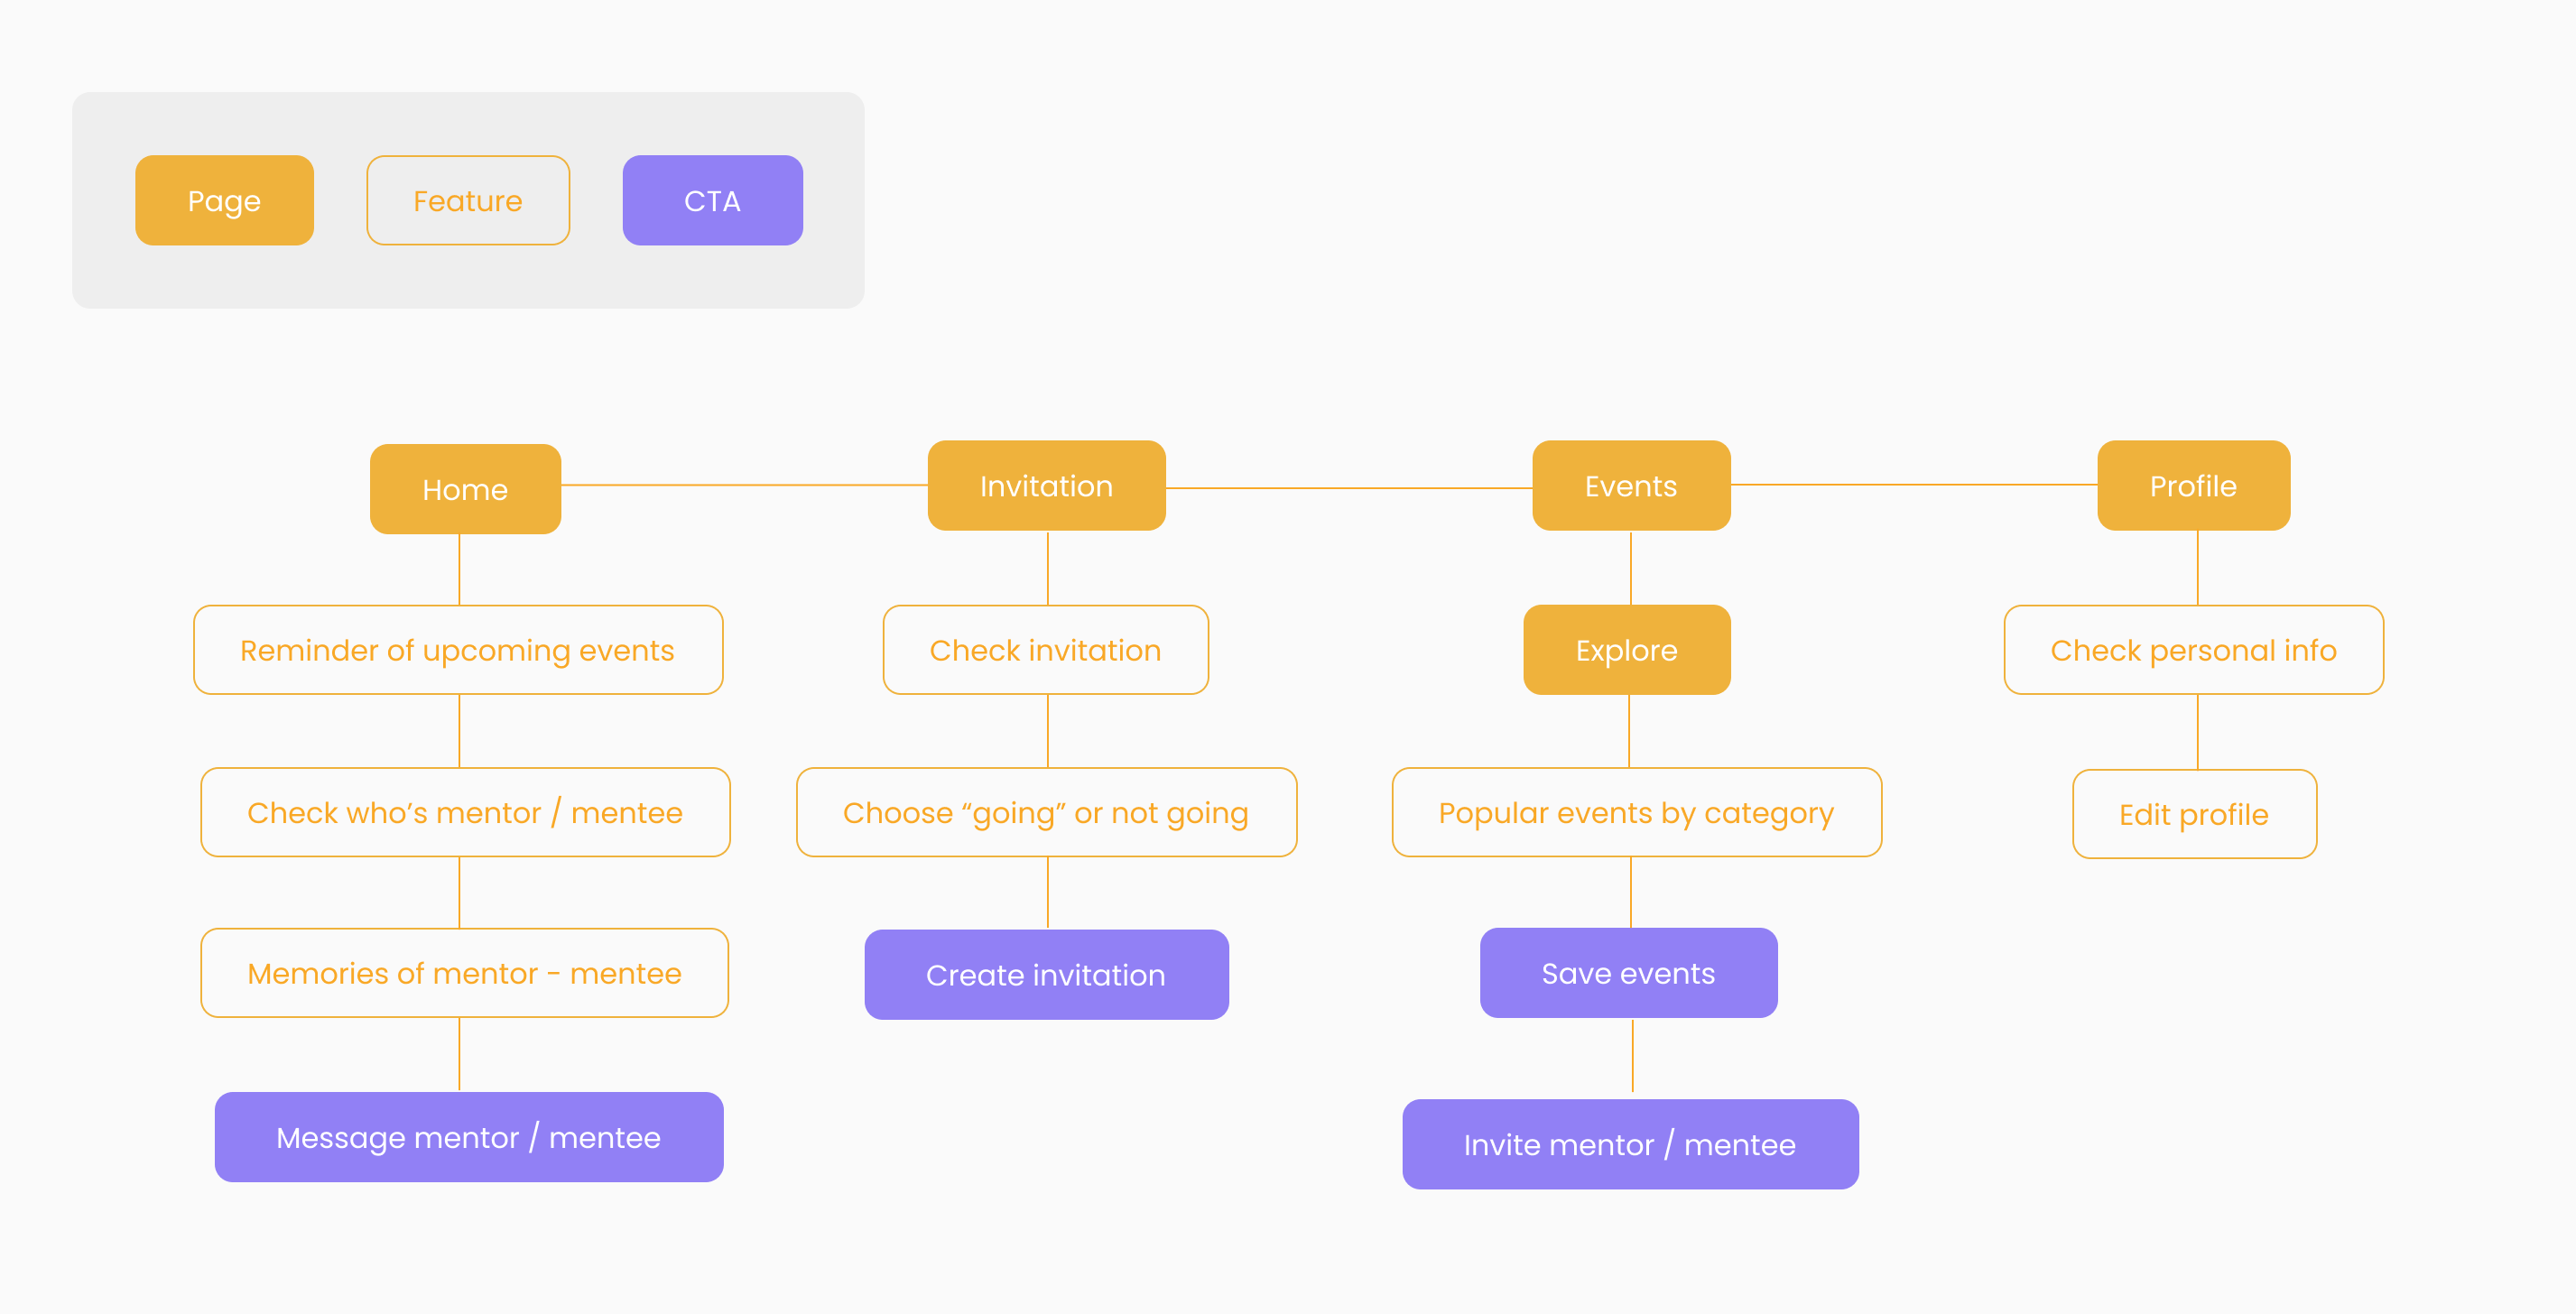 Page
Feature
CTA
Home
Invitation
Events
Profile
Reminder of upcoming events
Check invitation
Explore
Check personal info
Check who’s mentor / mentee
Choose “going” or not going
Popular events by category
Edit profile
Memories of mentor - mentee
Create invitation
Save events
Message mentor / mentee
Invite mentor / mentee